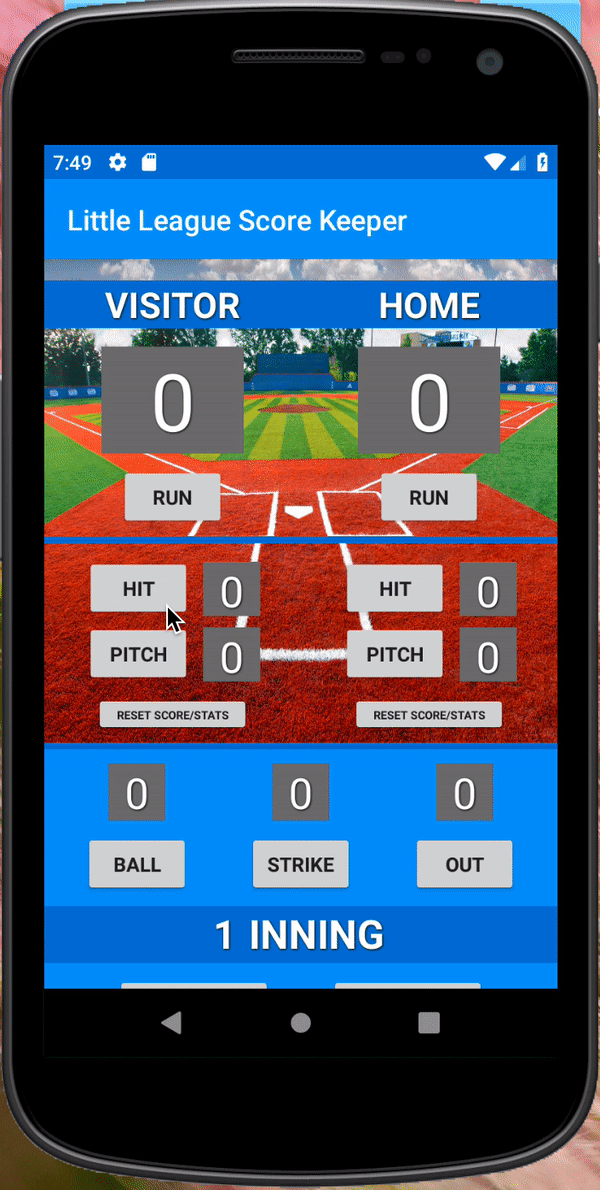 7:49
Little League Score Keeper
VISITOR HOME
0 0
RUN RUN
HIT 0 HIT 0
PITCH 0 PITCH 0
RESET SCORE/STATS RESET SCORE/STATS
0 0 0
BALL STRIKE OUT
1 INNING